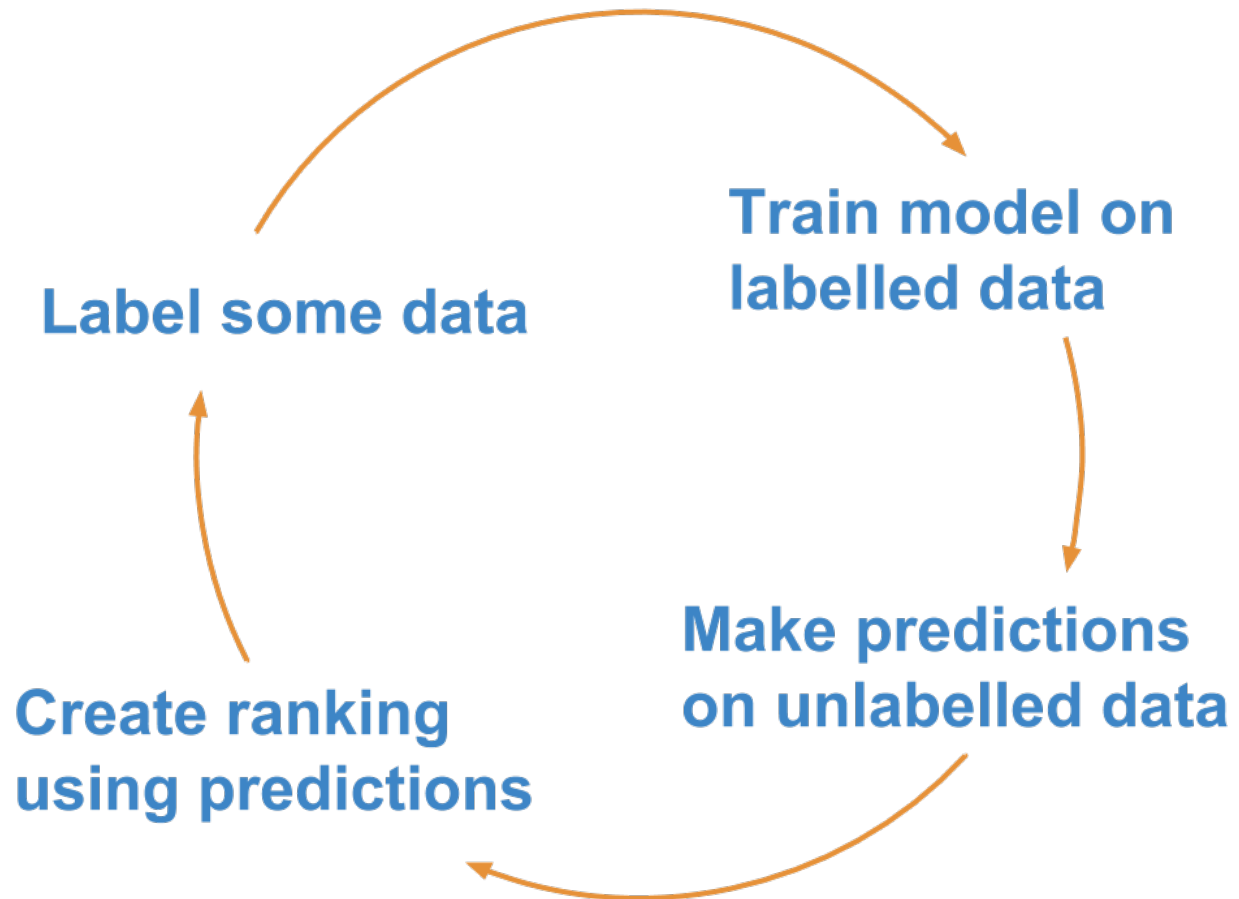 Label some data
Train model on
labelled data
Make predictions
on unlabelled data
Create ranking
using predictions